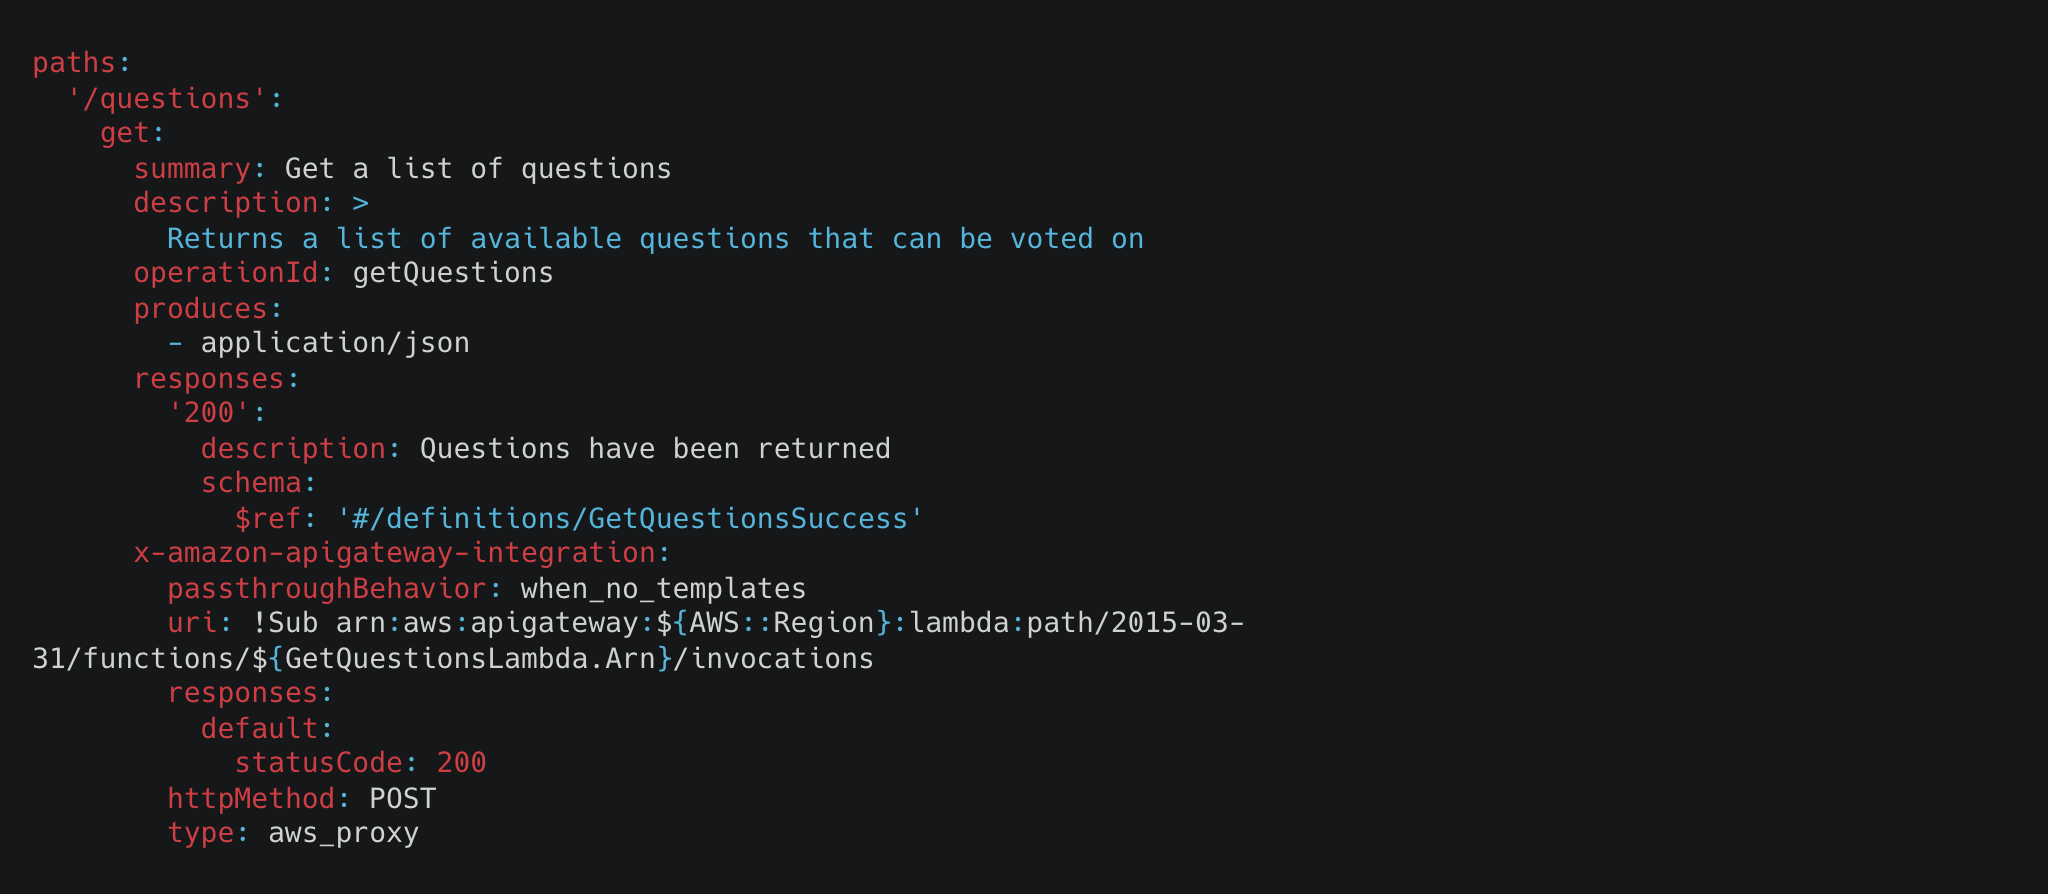 paths:
  '/questions':
    get:
      summary: Get a list of questions
      description: >
        Returns a list of available questions that can be voted on
      operationId: getQuestions
      produces:
        - application/json
      responses:
        '200':
          description: Questions have been returned
          schema:
            $ref: '#/definitions/GetQuestionsSuccess'
      x-amazon-apigateway-integration:
        passthroughBehavior: when_no_templates
        uri: !Sub arn:aws:apigateway:${AWS::Region}:lambda:path/2015-03-
31/functions/${GetQuestionsLambda.Arn}/invocations
        responses:
          default:
            statusCode: 200
        httpMethod: POST
        type: aws_proxy